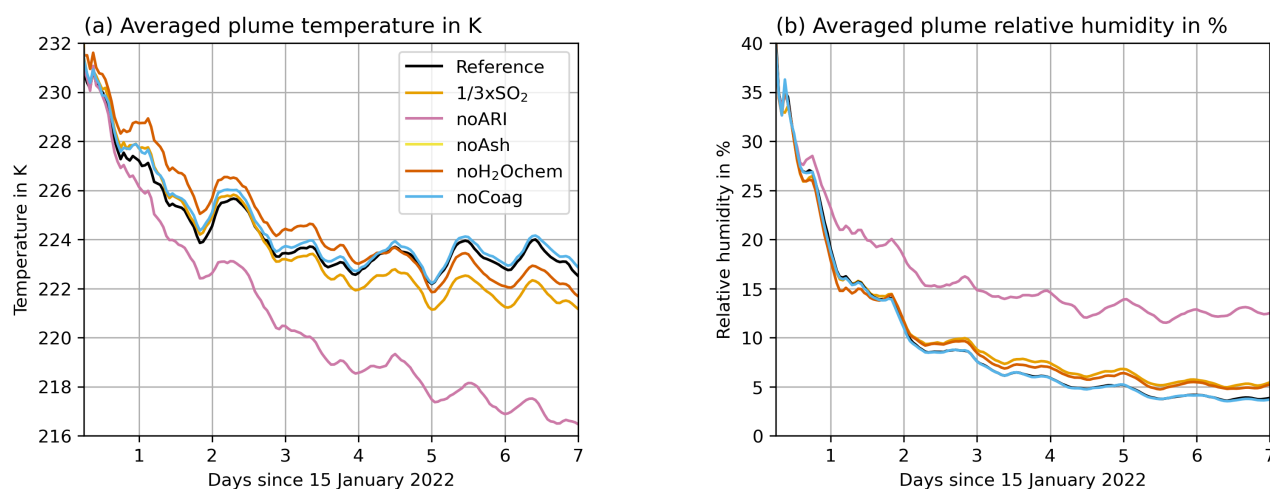 (a) Averaged plume temperature in K
232
230
228
226
224
222
220
218
216
Temperature in K
1 2 3 4 5 6 7
Days since 15 January 2022
Reference
1/3xSO₂
noARI
noAsh
noH₂Ochem
noCoag
(b) Averaged plume relative humidity in %
40
35
30
25
20
15
10
5
0
Relative humidity in %
1 2 3 4 5 6 7
Days since 15 January 2022